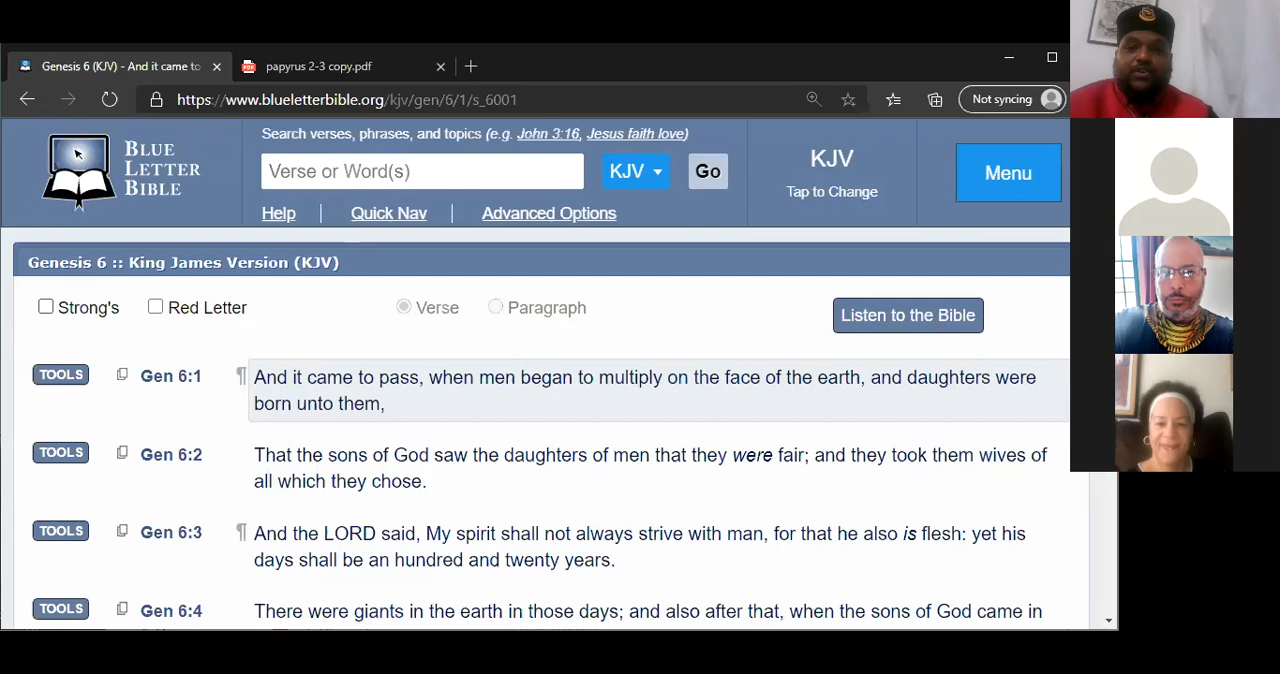 Genesis 6 (KJV) - And it came to
papyrus 2-3 copy.pdf
https://www.blueletterbible.org/kjv/gen/6/1/s_6001
Not syncing
BLUE
LETTER
BIBLE
Search verses, phrases, and topics (e.g. John 3:16, Jesus faith love)
Verse or Word(s)
KJV
Go
Help | Quick Nav | Advanced Options
KJV
Tap to Change
Menu
Genesis 6 :: King James Version (KJV)
Strong's
Red Letter
Verse
Paragraph
Listen to the Bible
TOOLS Gen 6:1 ¶ And it came to pass, when men began to multiply on the face of the earth, and daughters were
born unto them,
TOOLS Gen 6:2 That the sons of God saw the daughters of men that they were fair; and they took them wives of
all which they chose.
TOOLS Gen 6:3 ¶ And the LORD said, My spirit shall not always strive with man, for that he also is flesh: yet his
days shall be an hundred and twenty years.
TOOLS Gen 6:4 There were giants in the earth in those days; and also after that, when the sons of God came in